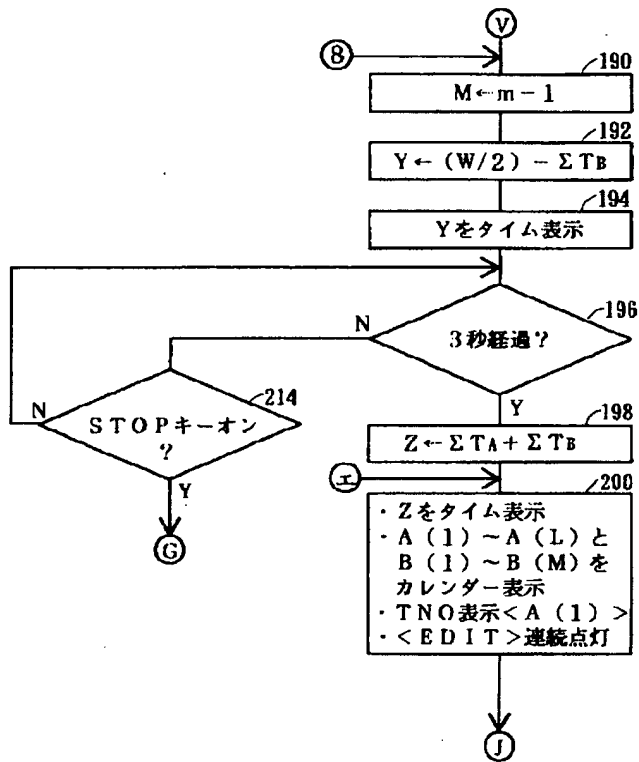 Ⓥ
⑧
190
M←m-1
192
Y←(W/2)-ΣTB
194
Yをタイム表示
196
N
3秒経過?
214
N
STOPキーオン
?
Y
198
Y
Z←ΣTA+ΣTB
Ⓖ
㋓
200
・Zをタイム表示
・A(1)~A(L)と
B(1)~B(M)を
カレンダー表示
・TNO表示<A(1)>
・<EDIT>連続点灯
Ⓙ